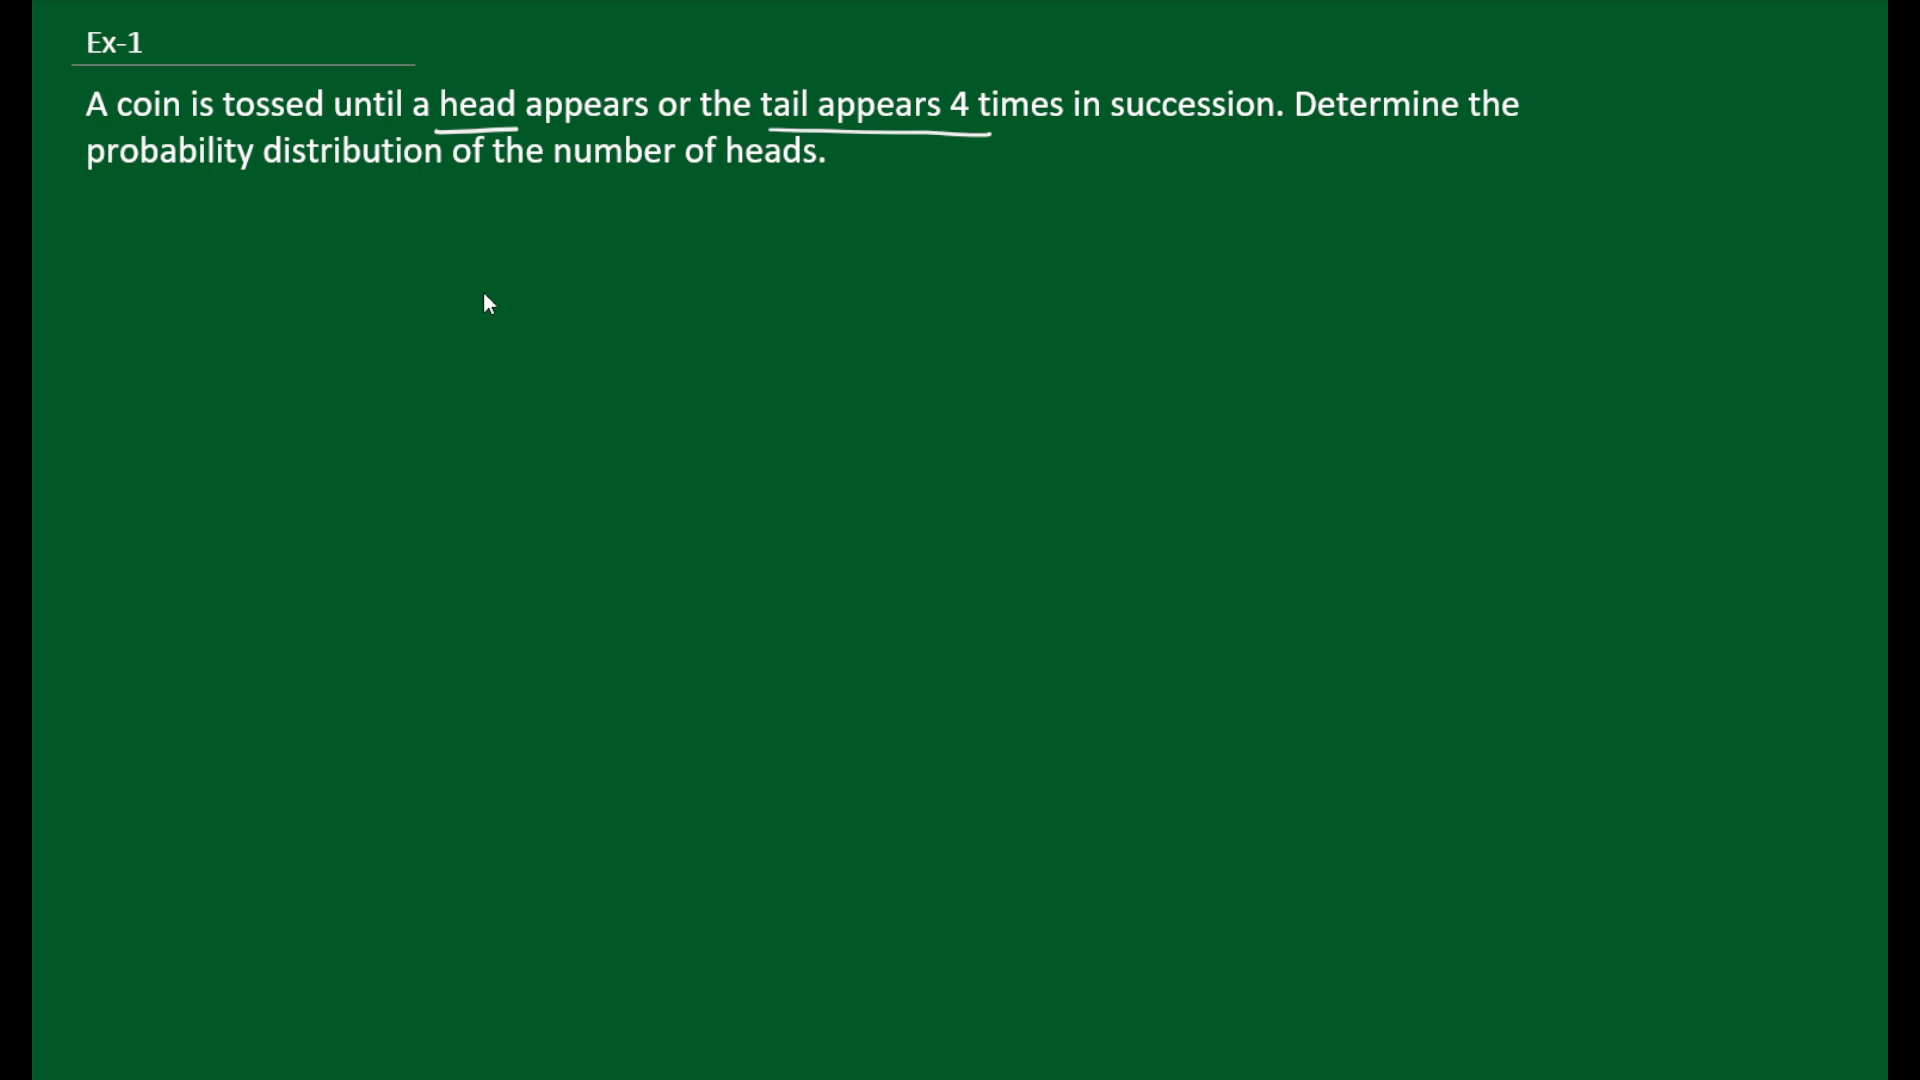 Ex-1
A coin is tossed until a head appears or the tail appears 4 times in succession. Determine the
probability distribution of the number of heads.